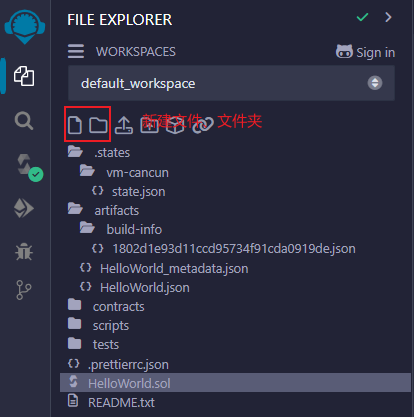 FILE EXPLORER
WORKSPACES
Sign in
default_workspace
新建文件 文件夹
.states
vm-cancun
state.json
artifacts
build-info
1802d1e93d11ccd95734f91cda0919de.json
HelloWorld_metadata.json
HelloWorld.json
contracts
scripts
tests
.prettierrc.json
HelloWorld.sol
README.txt